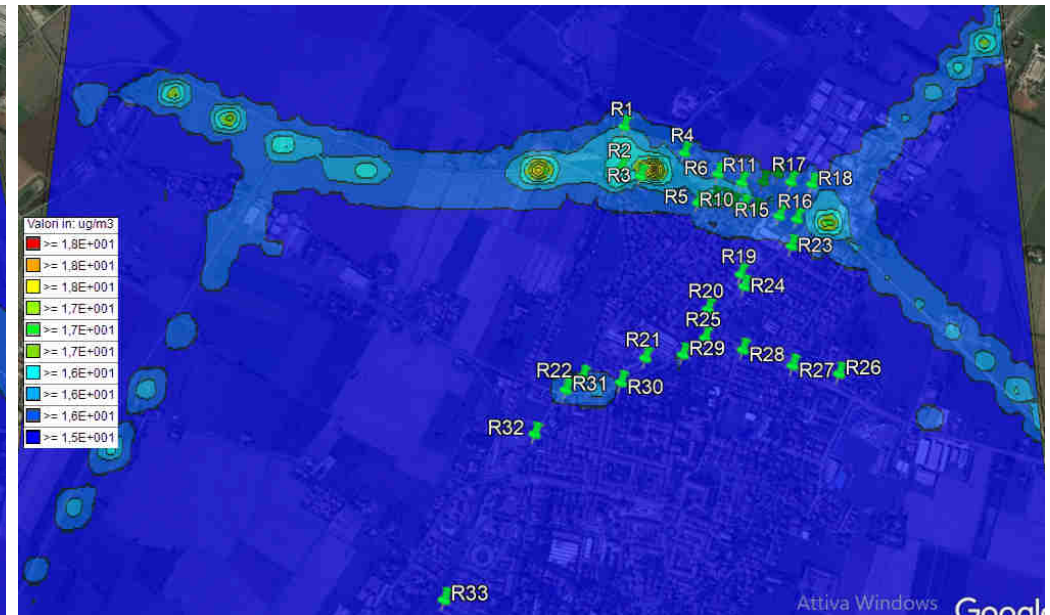 R1
R4
R2
R6
R11
R17
R3
R18
R5
R10
R15
R16
Valori in: ug/m3
>= 1,8E+001
>= 1,8E+001
>= 1,8E+001
>= 1,7E+001
>= 1,7E+001
>= 1,7E+001
>= 1,6E+001
>= 1,6E+001
>= 1,6E+001
>= 1,5E+001
R23
R19
R24
R20
R25
R21
R29
R28
R27
R26
R22
R31
R30
R32
R33
Attiva Windows
Google